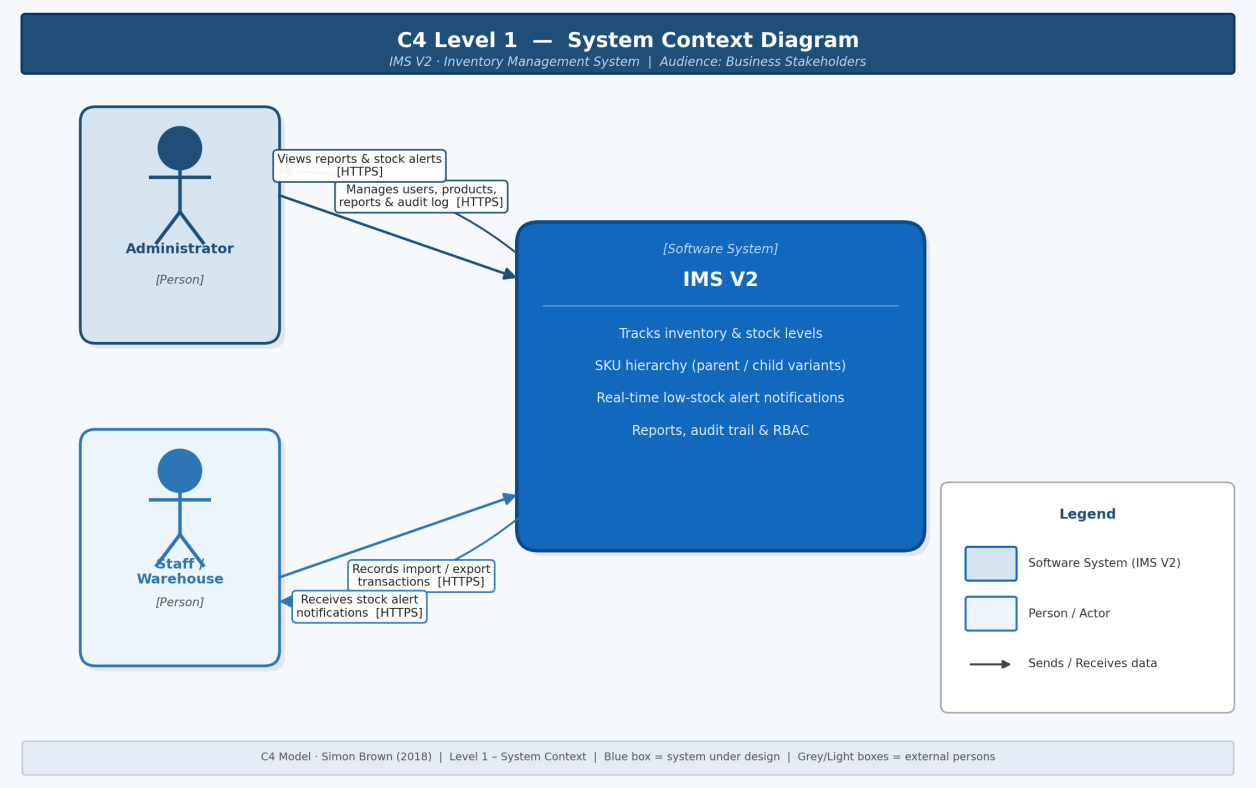 C4 Level 1  —  System Context Diagram
IMS V2 · Inventory Management System  |  Audience: Business Stakeholders
Administrator
[Person]
Views reports & stock alerts
[HTTPS]
Manages users, products,
reports & audit log  [HTTPS]
[Software System]
IMS V2
Tracks inventory & stock levels
SKU hierarchy (parent / child variants)
Real-time low-stock alert notifications
Reports, audit trail & RBAC
Staff /
Warehouse
[Person]
Records import / export
transactions  [HTTPS]
Receives stock alert
notifications  [HTTPS]
Legend
Software System (IMS V2)
Person / Actor
Sends / Receives data
C4 Model · Simon Brown (2018)  |  Level 1 – System Context  |  Blue box = system under design  |  Grey/Light boxes = external persons